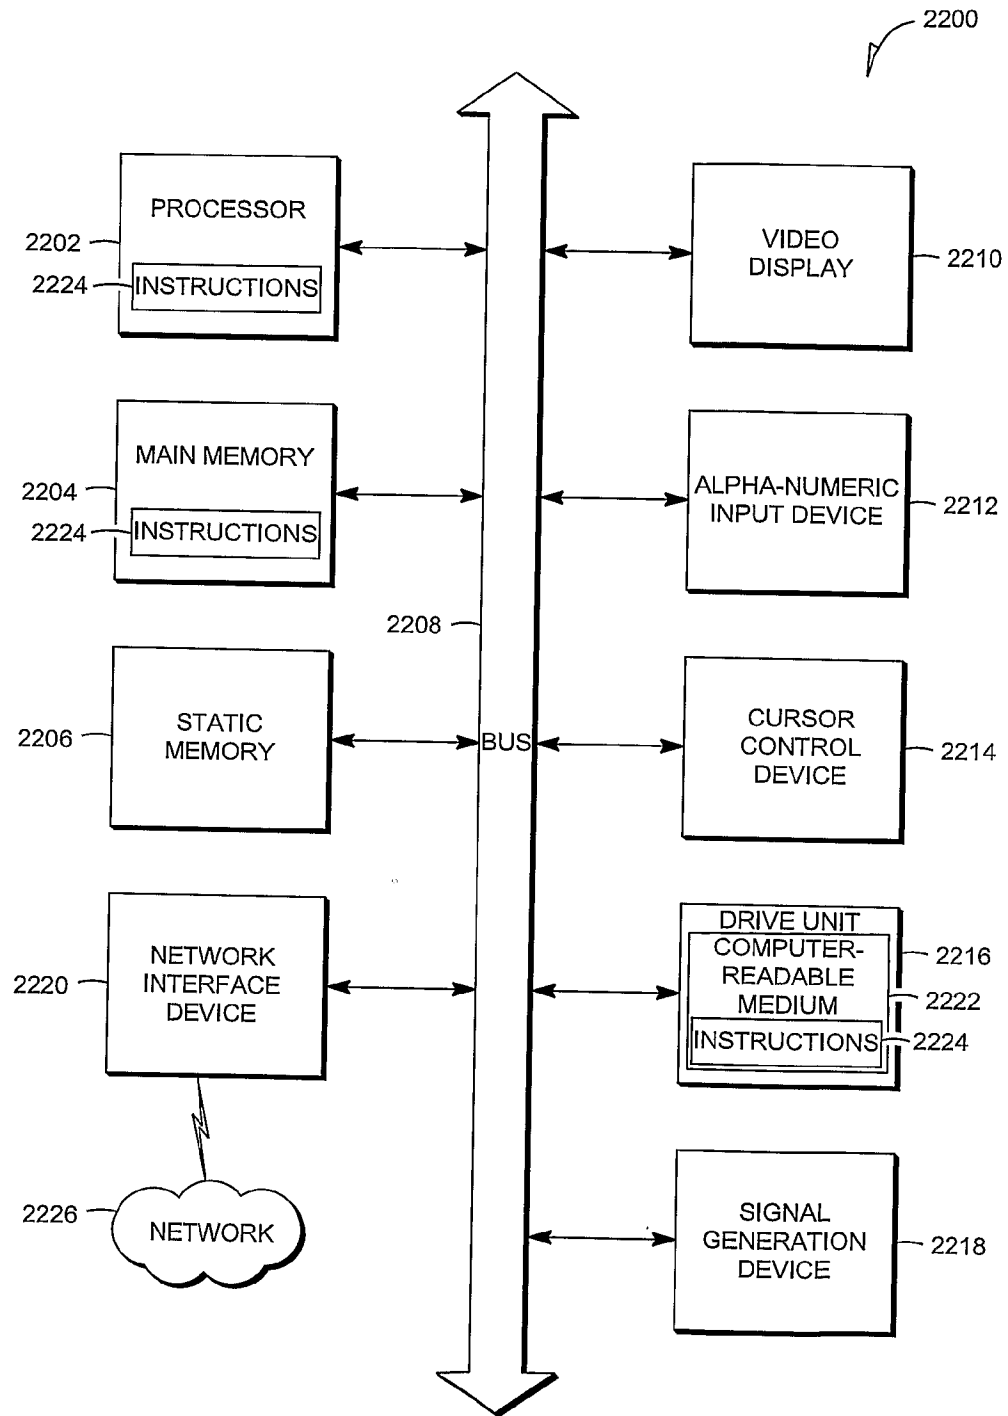 2200
PROCESSOR
2202
2224
INSTRUCTIONS
VIDEO
DISPLAY
2210
MAIN MEMORY
2204
2224
INSTRUCTIONS
ALPHA-NUMERIC
INPUT DEVICE
2212
2208
STATIC
MEMORY
2206
BUS
CURSOR
CONTROL
DEVICE
2214
NETWORK
INTERFACE
DEVICE
2220
DRIVE UNIT
2216
COMPUTER-
READABLE
MEDIUM
2222
INSTRUCTIONS
2224
2226
NETWORK
SIGNAL
GENERATION
DEVICE
2218